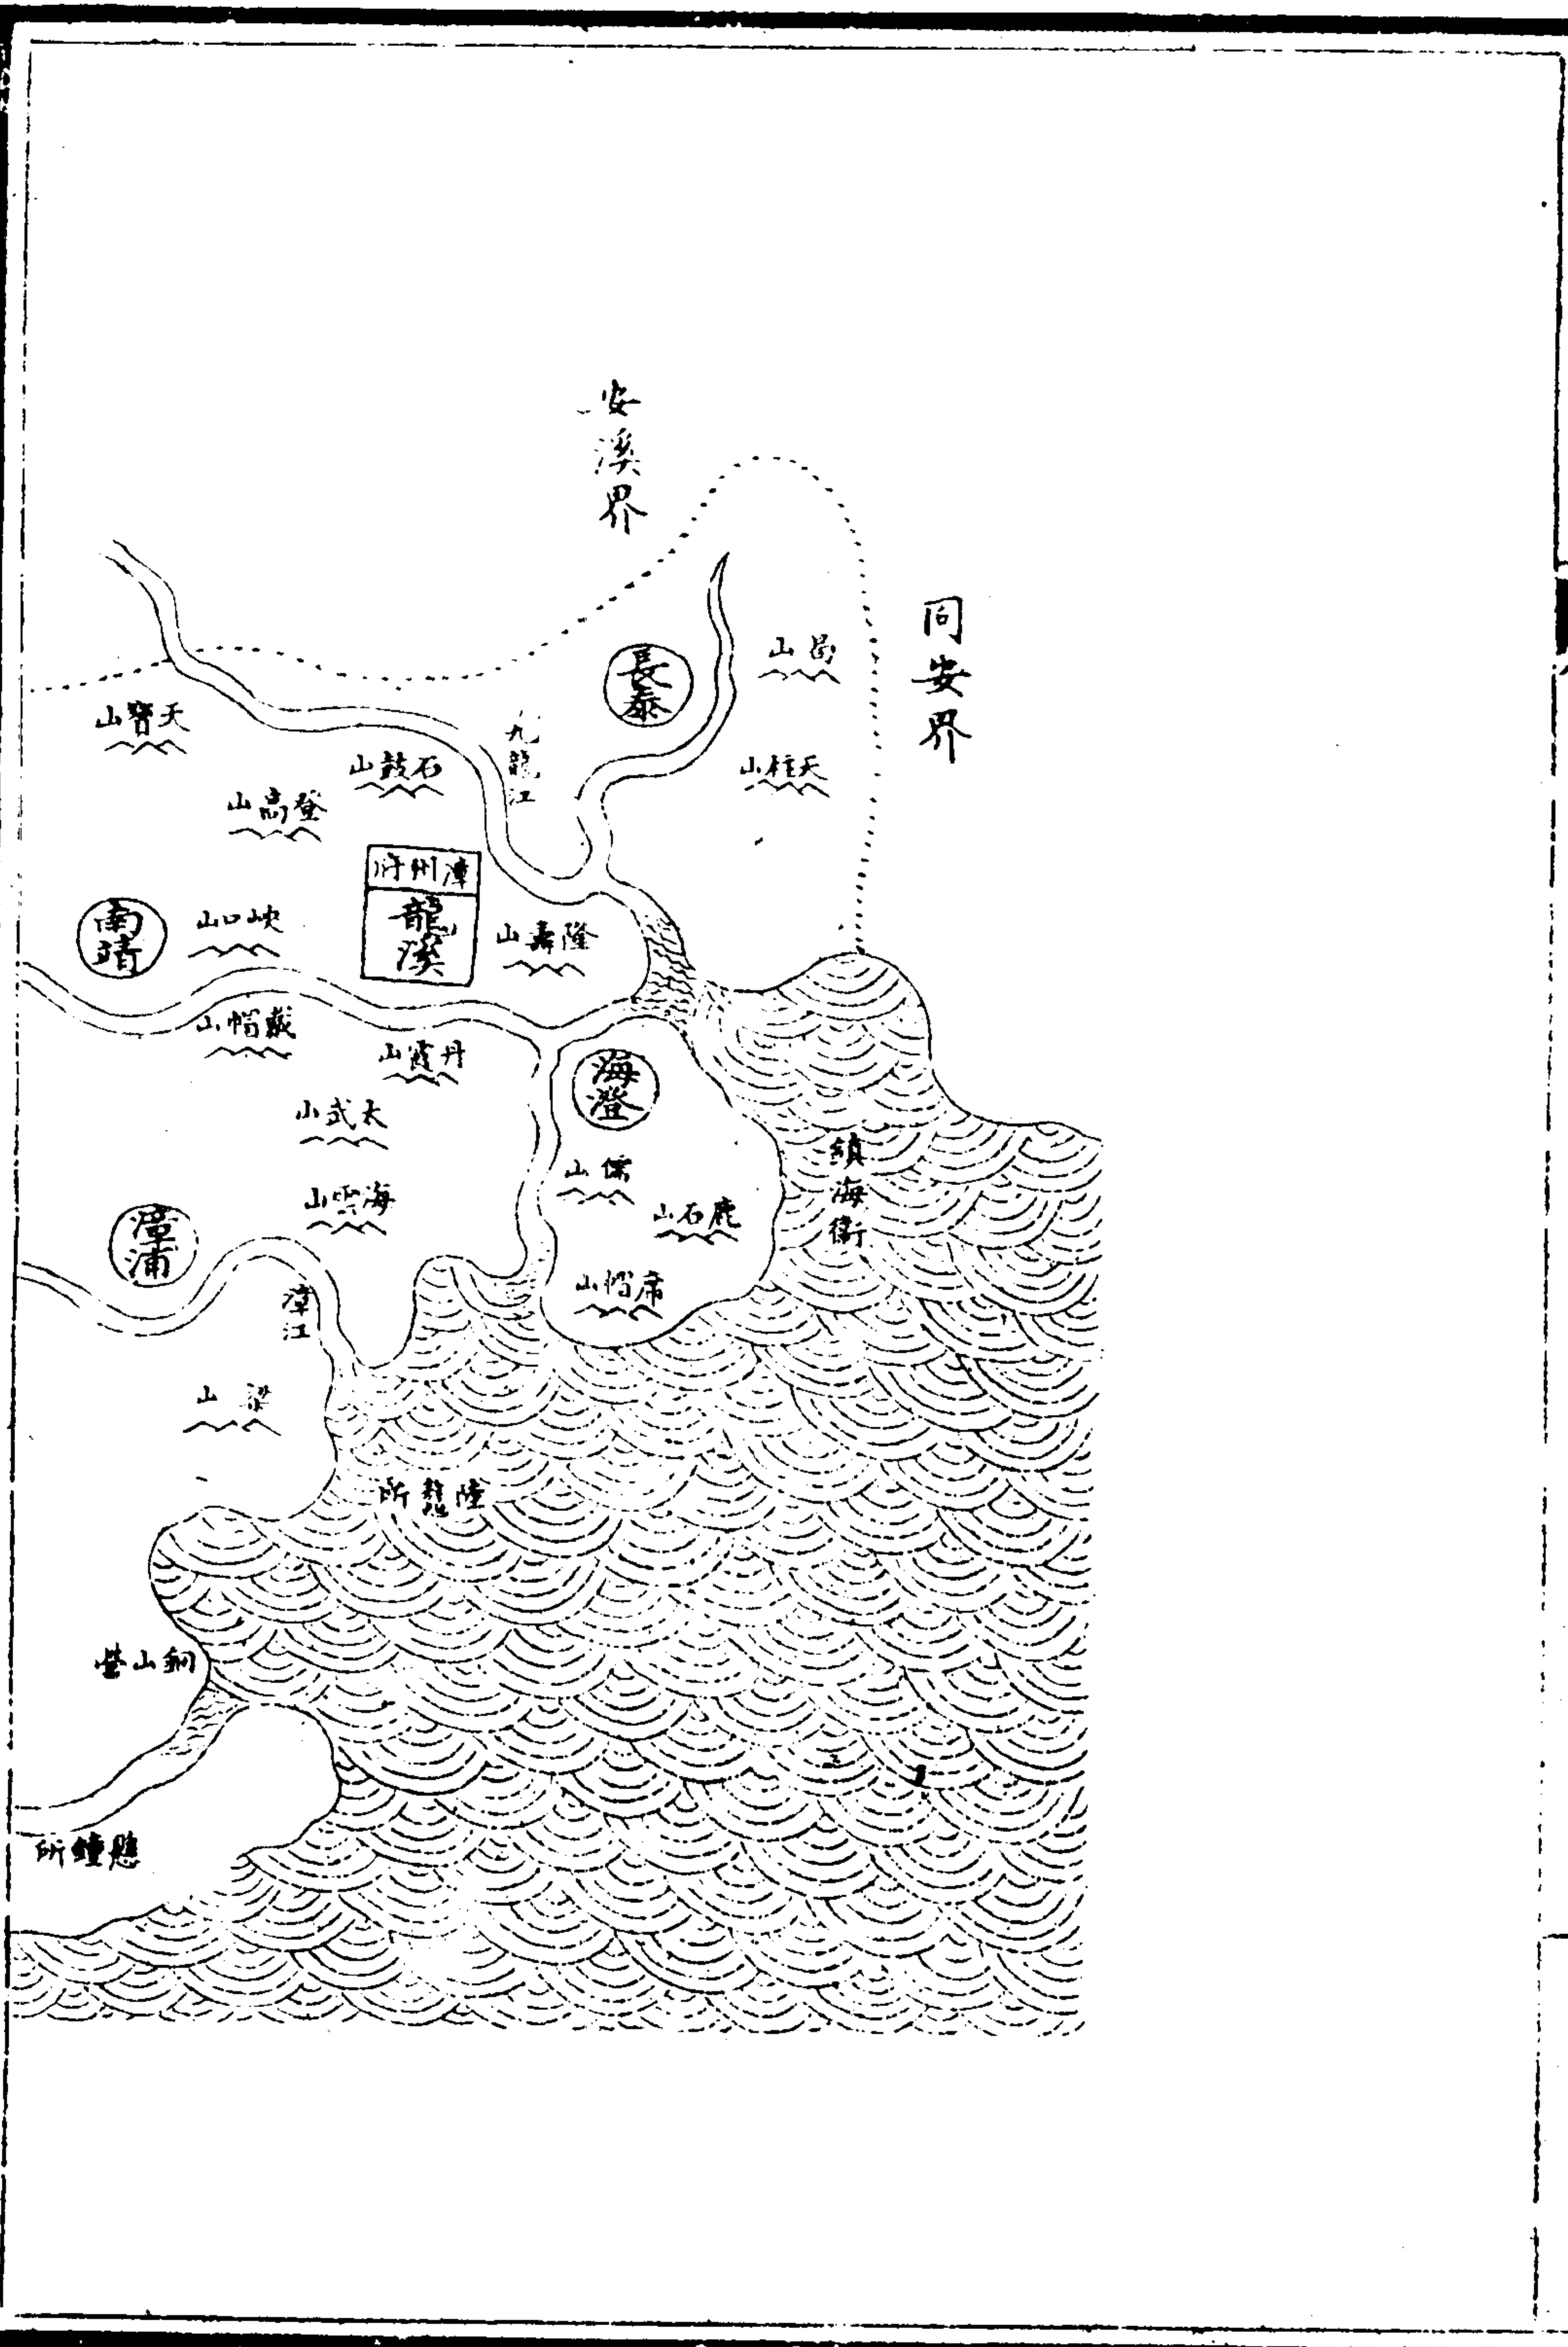 安溪界
同安界
長泰
天柱山
九龍江
石鼓山
天寶山
登高山
漳州府
龍溪
隆壽山
峽口山
南靖
戴帽山
丹霞山
海澄
太武山
儒山
鹿石山
席帽山
鎮海衛
海雲山
漳浦
漳江
梁山
陸鰲所
銅山營
懸鐘所